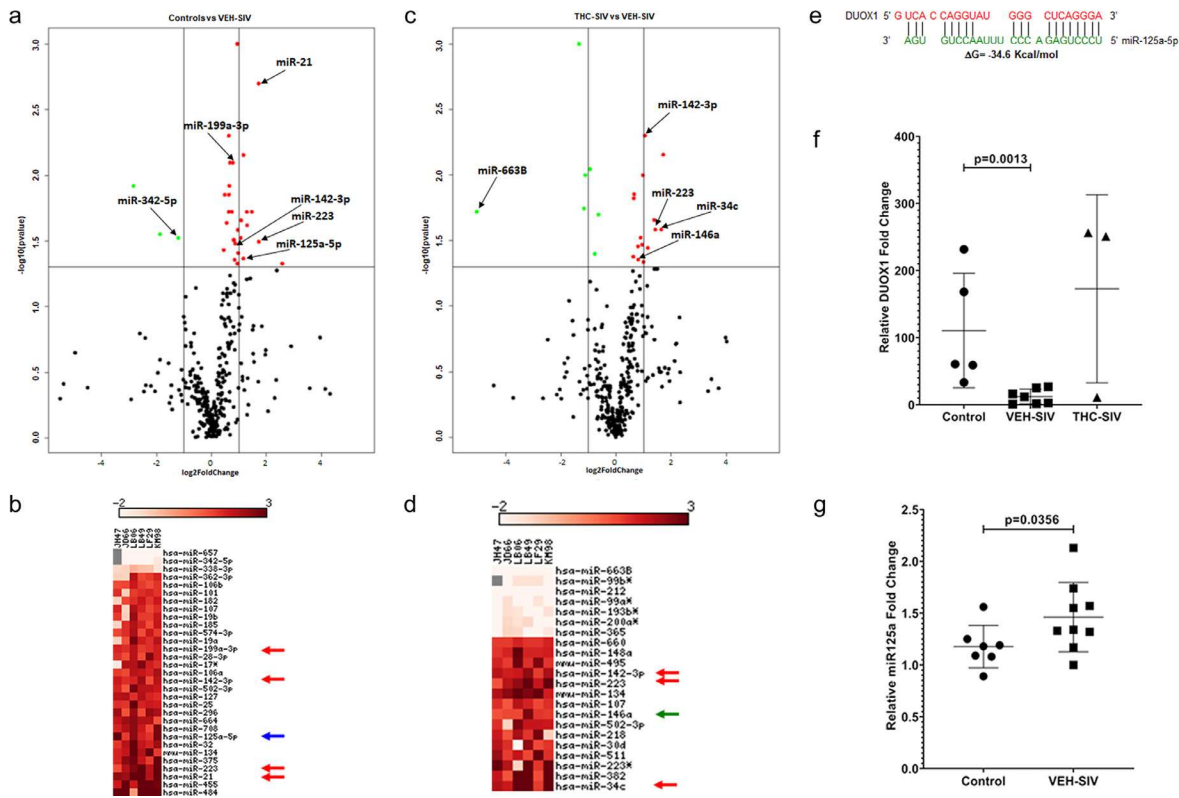 a
Controls vs VEH-SIV
-log10(pvalue)
3.0
2.5
2.0
1.5
1.0
0.5
0.0
miR-21
miR-199a-3p
miR-342-5p
miR-142-3p
miR-223
miR-125a-5p
-4 -2 0 2 4
log2FoldChange
c
THC-SIV vs VEH-SIV
-log10(pvalue)
3.0
2.5
2.0
1.5
1.0
0.5
0.0
miR-142-3p
miR-663B
miR-223
miR-34c
miR-146a
-4 -2 0 2 4
log2FoldChange
b
-2 3
JH47 JD66 LB06 LB49 LF29 KM98
hsa-miR-657
hsa-miR-342-5p
hsa-miR-338-3p
hsa-miR-362-3p
hsa-miR-106b
hsa-miR-101
hsa-miR-182
hsa-miR-107
hsa-miR-19b
hsa-miR-185
hsa-miR-574-3p
hsa-miR-19a
hsa-miR-199a-3p
hsa-miR-28-3p
hsa-miR-17*
hsa-miR-106a
hsa-miR-142-3p
hsa-miR-502-3p
hsa-miR-127
hsa-miR-25
hsa-miR-296
hsa-miR-664
hsa-miR-708
hsa-miR-125a-5p
hsa-miR-32
mmu-miR-134
hsa-miR-375
hsa-miR-223
hsa-miR-21
hsa-miR-455
hsa-miR-484
d
-2 3
JH47 JD66 LB06 LB49 LF29 KM98
hsa-miR-663B
hsa-miR-99b*
hsa-miR-212
hsa-miR-99a*
hsa-miR-193b*
hsa-miR-200a*
hsa-miR-365
hsa-miR-660
hsa-miR-148a
mmu-miR-495
hsa-miR-142-3p
hsa-miR-223
mmu-miR-134
hsa-miR-107
hsa-miR-146a
hsa-miR-502-3p
hsa-miR-218
hsa-miR-30d
hsa-miR-511
hsa-miR-223*
hsa-miR-382
hsa-miR-34c
e
DUOX1 5' G UCA C CAGGUAU GGG CUCAGGGA 3'
3' AGU GUCCAAUUU CCC A GAGUCCCU 5' miR-125a-5p
ΔG= -34.6 Kcal/mol
f
Relative DUOX1 Fold Change
400
300
200
100
0
p=0.0013
Control VEH-SIV THC-SIV
g
Relative miR125a Fold Change
2.5
2.0
1.5
1.0
0.5
0.0
p=0.0356
Control VEH-SIV